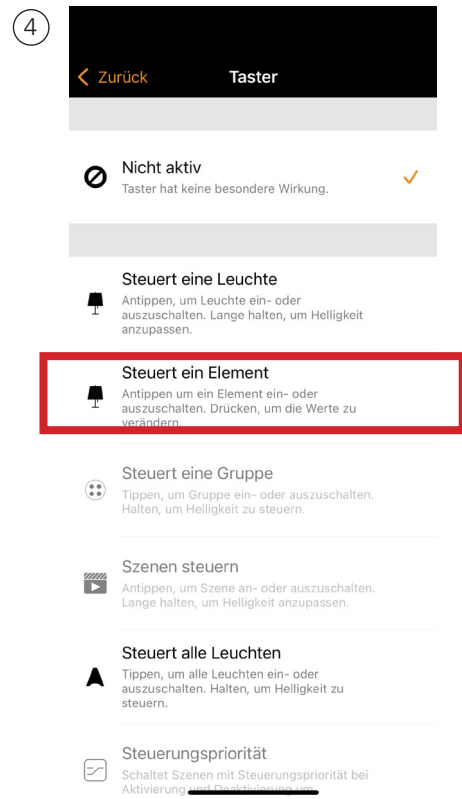 4
Zurück
Taster
Nicht aktiv
Taster hat keine besondere Wirkung.
Steuert eine Leuchte
Antippen, um Leuchte ein- oder
auszuschalten. Lange halten, um Helligkeit
anzupassen.
Steuert ein Element
Antippen um ein Element ein- oder
auszuschalten. Drücken, um die Werte zu
verändern.
Steuert eine Gruppe
Tippen, um Gruppe ein- oder auszuschalten.
Halten, um Helligkeit zu steuern.
Szenen steuern
Antippen, um Szene an- oder auszuschalten.
Lange halten, um Helligkeit anzupassen.
Steuert alle Leuchten
Tippen, um alle Leuchten ein- oder
auszuschalten. Halten, um Helligkeit zu
steuern.
Steuerungspriorität
Schaltet Szenen mit Steuerungspriorität bei
Aktivierung und Deaktivierung um